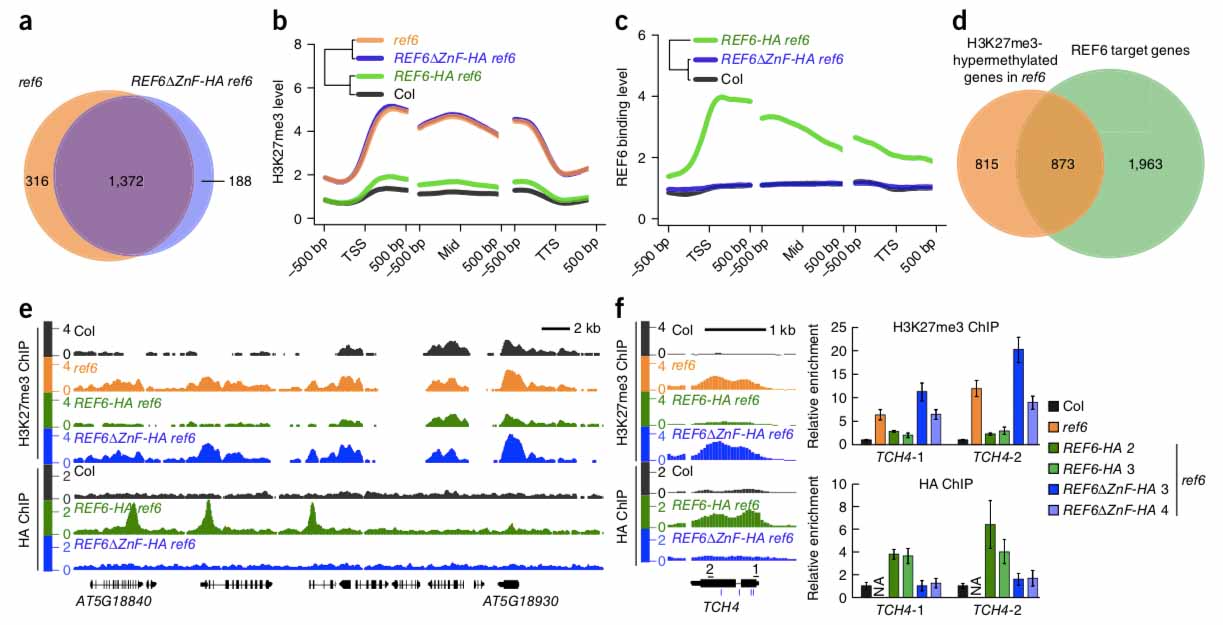 a
ref6
REF6ΔZnF-HA ref6
316
1,372
188
b
ref6
REF6ΔZnF-HA ref6
REF6-HA ref6
Col
H3K27me3 level
8
6
4
2
0
–500 bp
TSS
500 bp
–500 bp
Mid
500 bp
–500 bp
TTS
500 bp
c
REF6-HA ref6
REF6ΔZnF-HA ref6
Col
REF6 binding level
6
4
2
0
–500 bp
TSS
500 bp
–500 bp
Mid
500 bp
–500 bp
TTS
500 bp
d
H3K27me3-
hypermethylated
genes in ref6
REF6 target genes
815
873
1,963
e
H3K27me3 ChIP
HA ChIP
2 kb
4
Col
0
4
ref6
0
4
REF6-HA ref6
0
4
REF6ΔZnF-HA ref6
0
2
Col
0
2
REF6-HA ref6
0
2
REF6ΔZnF-HA ref6
0
AT5G18840
AT5G18930
f
H3K27me3 ChIP
HA ChIP
4
Col
1 kb
0
4
ref6
0
4
REF6-HA ref6
0
4
REF6ΔZnF-HA ref6
0
2
Col
0
2
REF6-HA ref6
0
2
REF6ΔZnF-HA ref6
0
2
1
TCH4
H3K27me3 ChIP
Relative enrichment
25
20
15
10
5
0
TCH4-1
TCH4-2
HA ChIP
Relative enrichment
10
8
6
4
2
0
NA
NA
TCH4-1
TCH4-2
Col
ref6
REF6-HA 2
REF6-HA 3
REF6ΔZnF-HA 3
REF6ΔZnF-HA 4
ref6